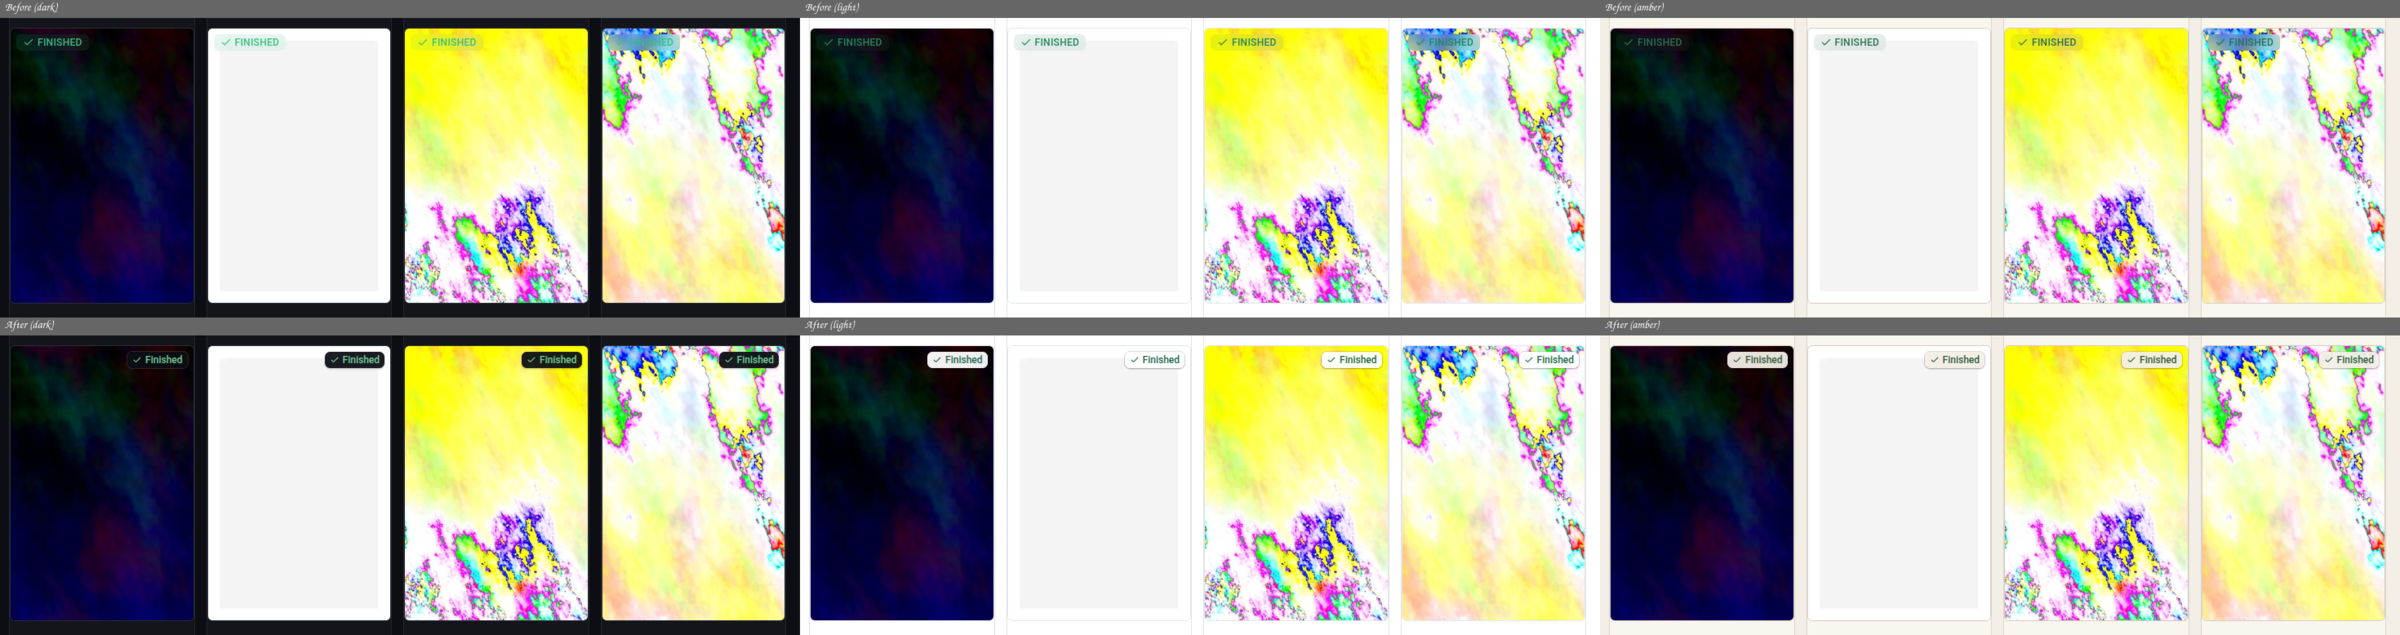 Before (dark)
Before (light)
Before (amber)
✓ FINISHED
✓ FINISHED
✓ FINISHED
✓ FINISHED
✓ FINISHED
✓ FINISHED
✓ FINISHED
✓ FINISHED
✓ FINISHED
✓ FINISHED
✓ FINISHED
✓ FINISHED
After (dark)
After (light)
After (amber)
✓ Finished
✓ Finished
✓ Finished
✓ Finished
✓ Finished
✓ Finished
✓ Finished
✓ Finished
✓ Finished
✓ Finished
✓ Finished
✓ Finished